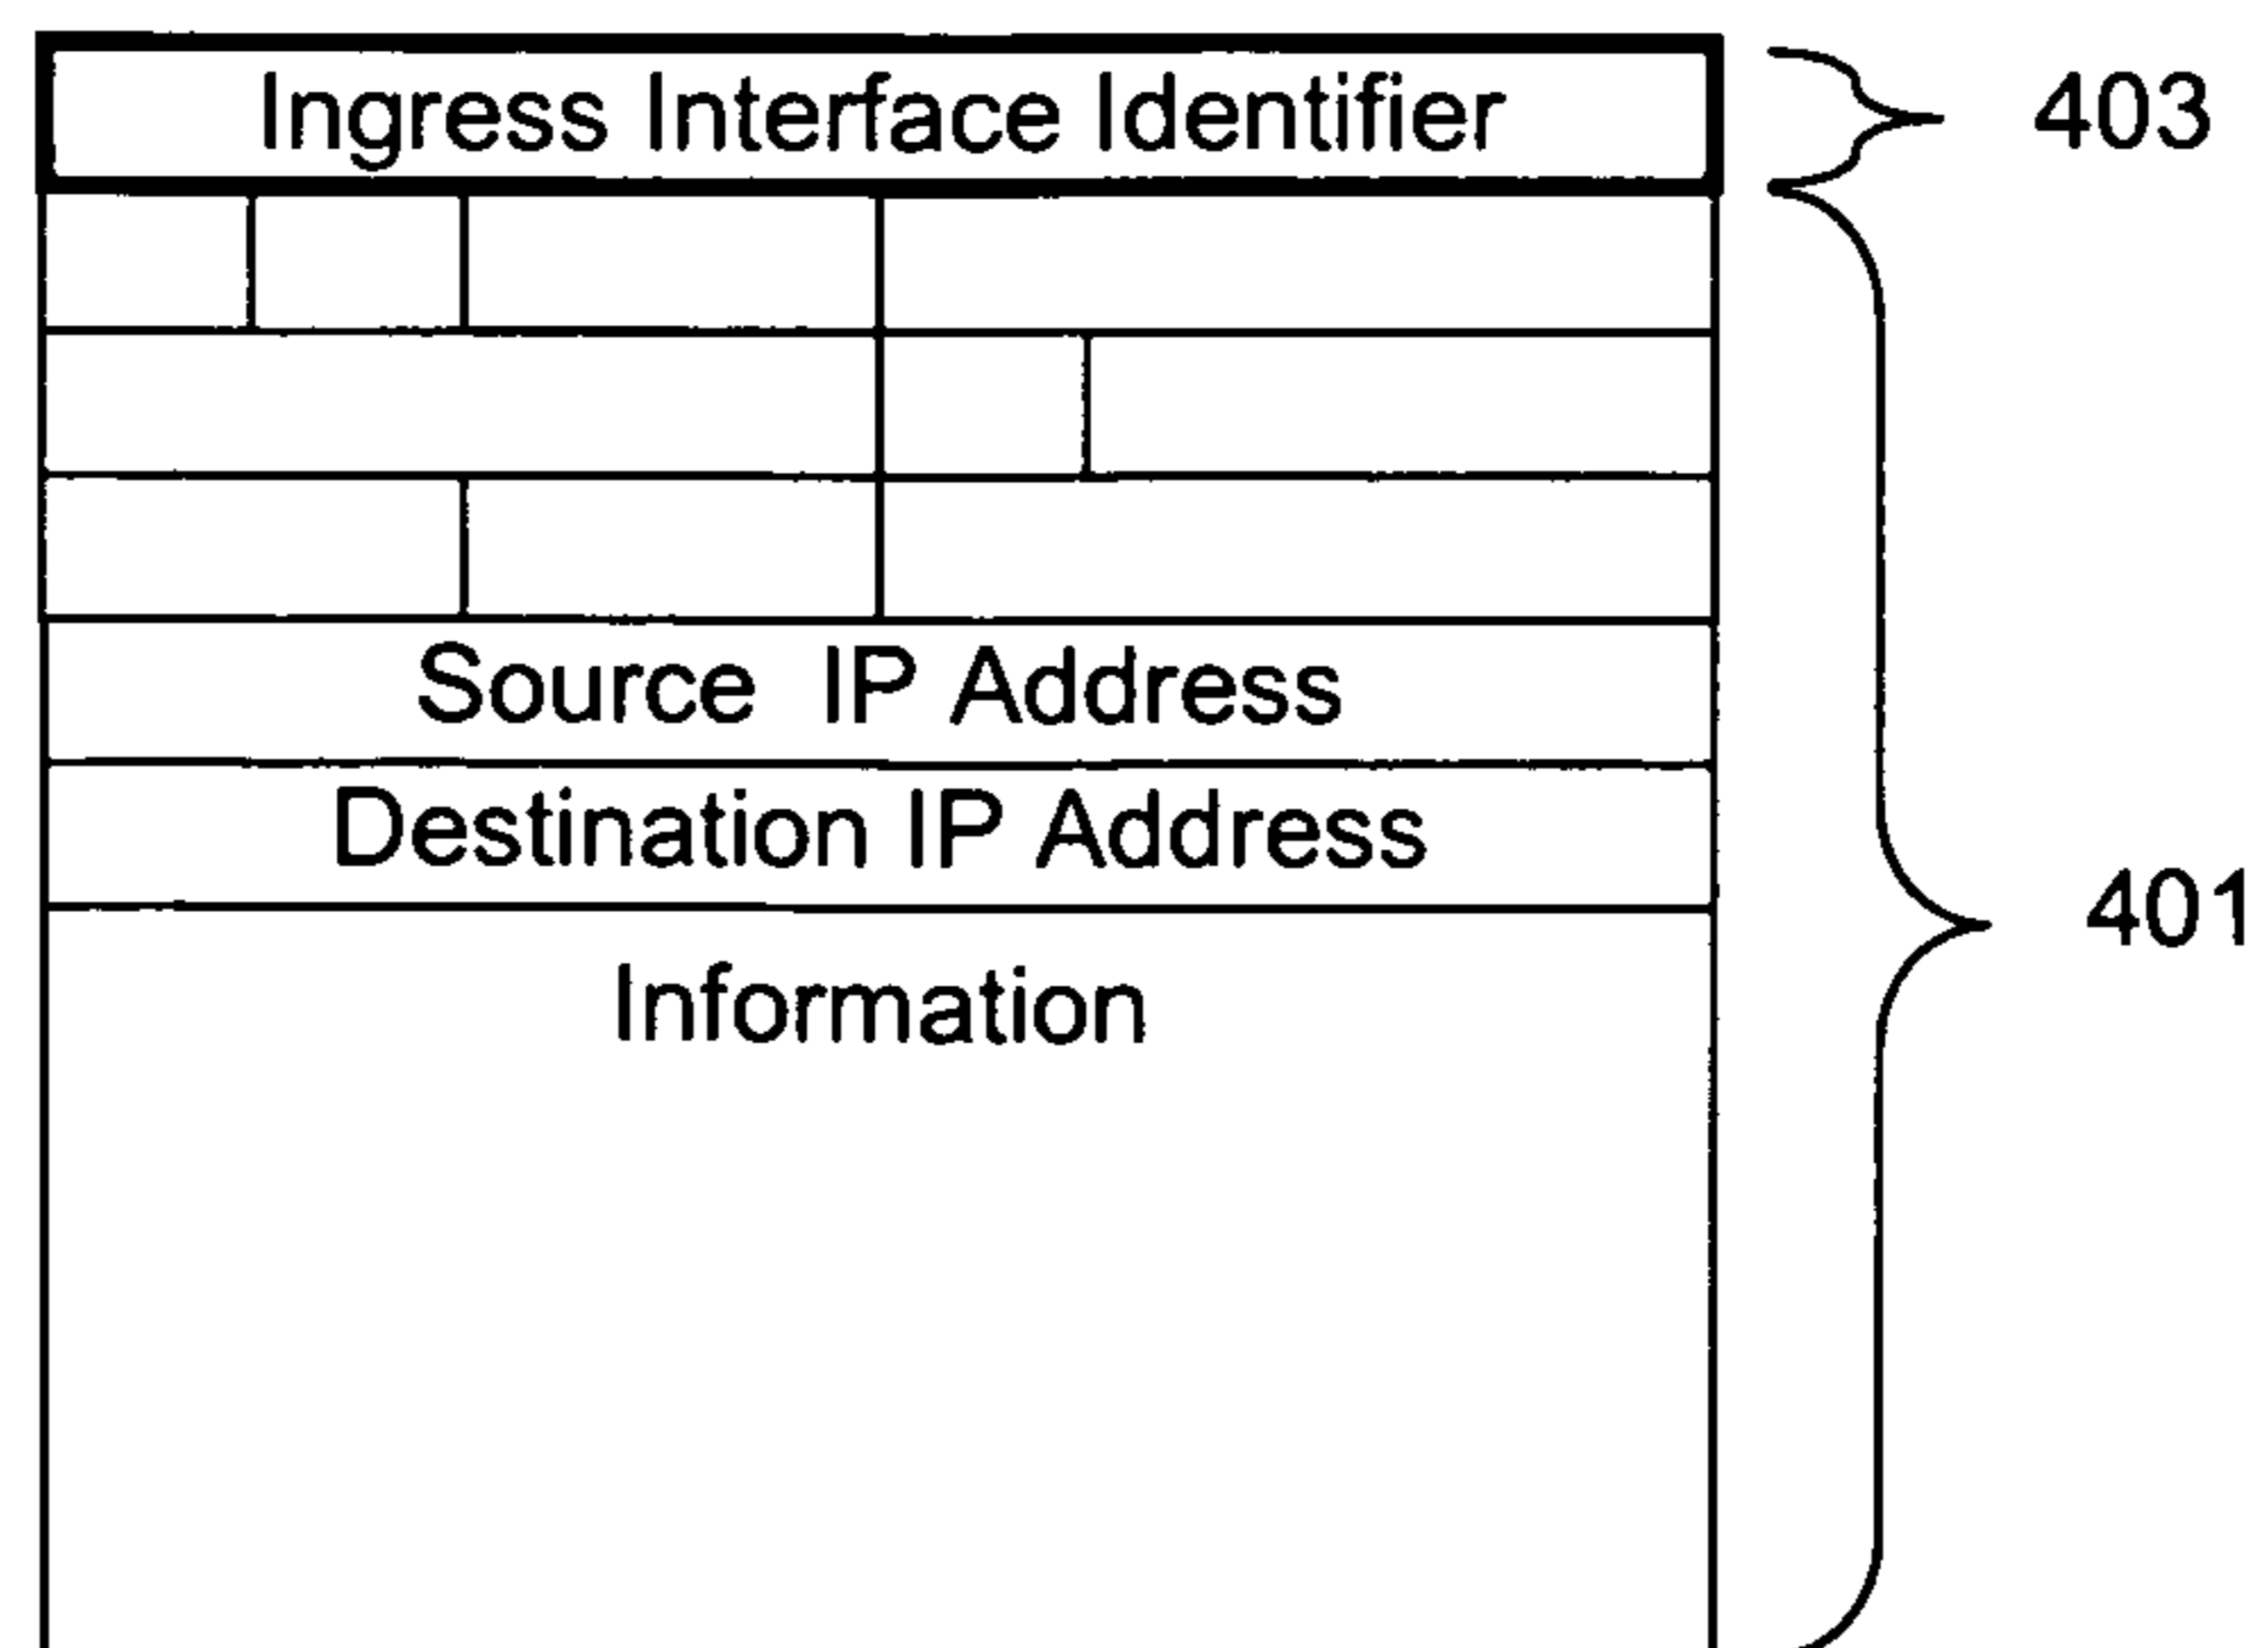 Ingress Interface Identifier 403
Source IP Address
Destination IP Address
401
Information